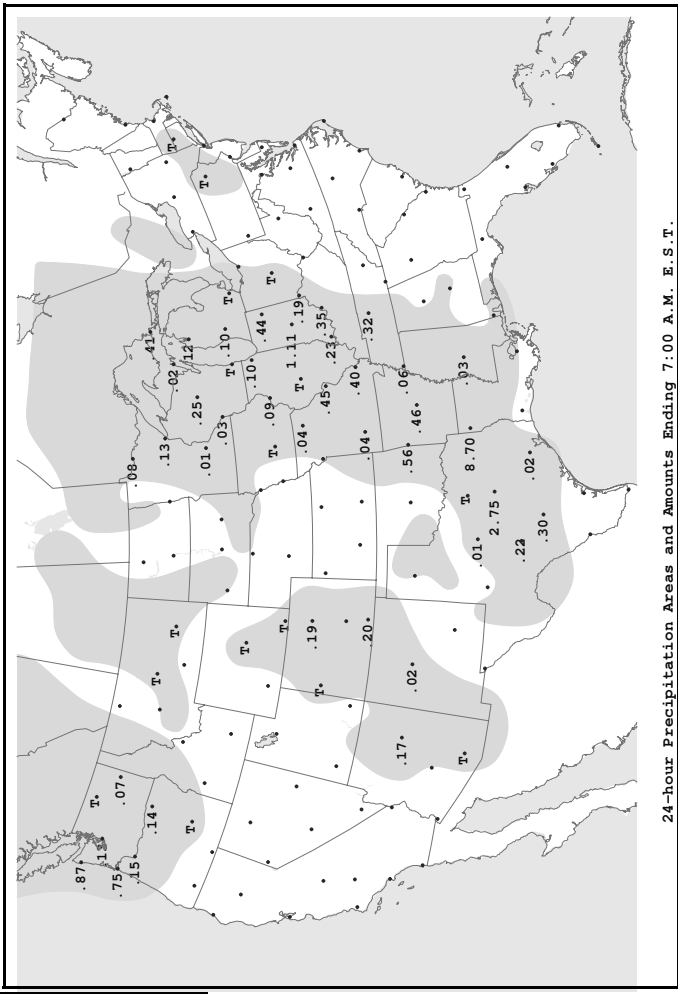 .87
T
.75
.07
.08
.15
.41
.14
T
.13
T
.02
T
.12
T
.25
T
.01
.03
.10
T
T
T
.10
.44
.09
T
T
T
1.11
.19
T
.04
.19
T
.35
.45
.23
.40
.04
.20
.32
.17
.06
.56
.02
.46
T
.03
T
8.70
.01
2.75
.22
.02
.30
24-hour Precipitation Areas and Amounts Ending 7:00 A.M. E.S.T.